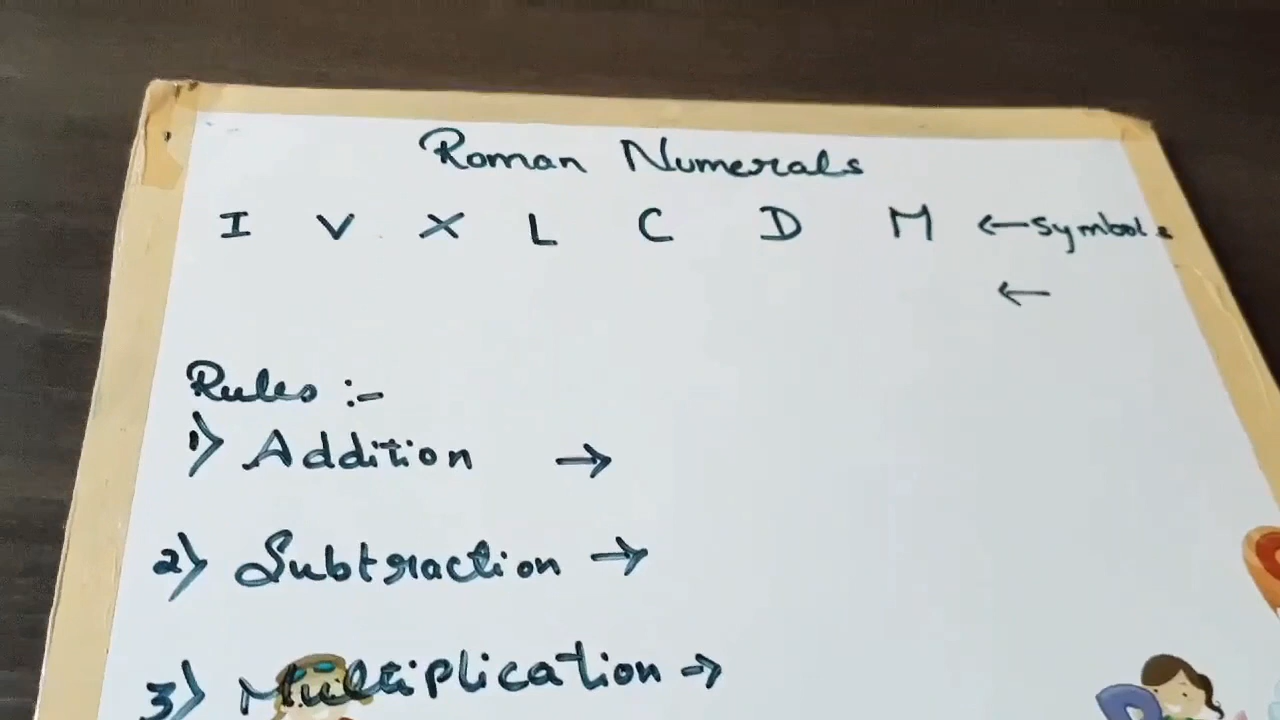 Roman Numerals
I V X L C D M ←Symbols
←
Rules :-
1) Addition →
2) Subtraction →
3) Multiplication →